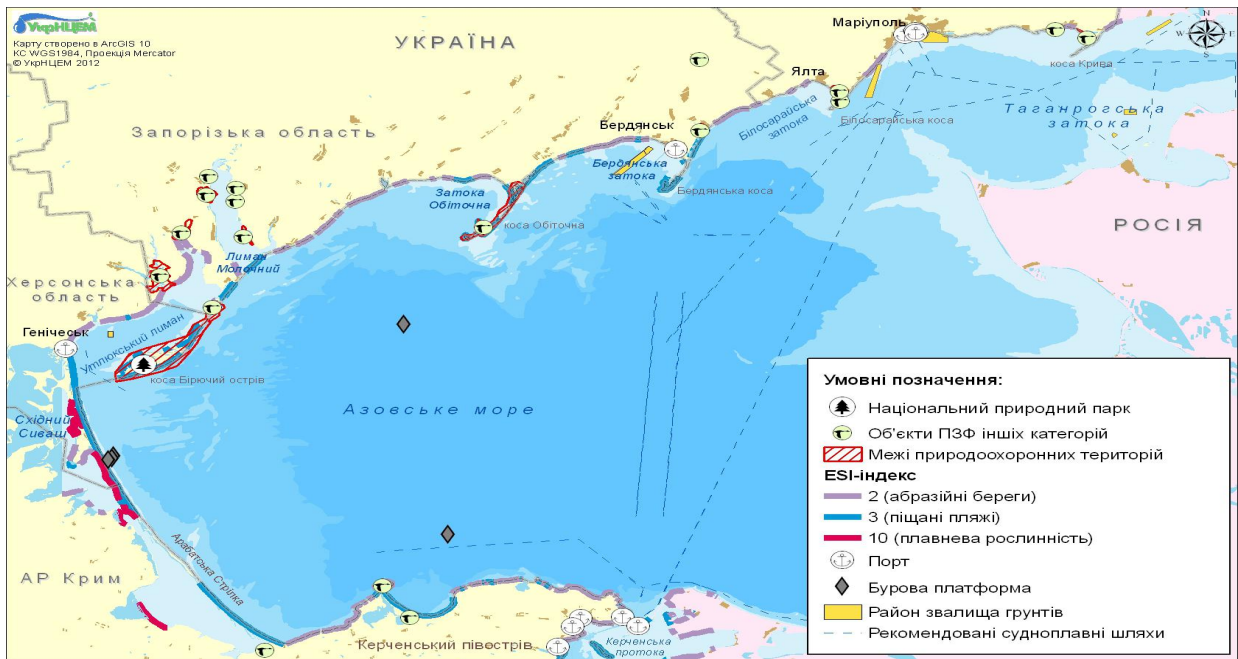 УкрНЦЕМ
Карту створено в ArcGIS 10
КС WGS1984, Проекція Mercator
© УкрНЦЕМ 2012
УКРАЇНА
Маріуполь
N
W
E
S
коса Крива
Ялта
Таганрогська
затока
Білосарайська
затока
Білосарайська коса
Запорізька область
Бердянськ
Бердянська
затока
Бердянська коса
Затока
Обіточна
коса Обіточна
РОСІЯ
Лиман
Молочний
Херсонська
область
Генічеськ
Утлюкський лиман
коса Бірючий острів
Азовське море
Східний
Сиваш
Арабатська Стрілка
АР Крим
Керченський півострів
Керченська
протока
Умовні позначення:
Національний природний парк
Об'єкти ПЗФ інших категорій
Межі природоохоронних територій
ESI-індекс
2 (абразійні береги)
3 (піщані пляжі)
10 (плавнева рослинність)
Порт
Бурова платформа
Район звалища грунтів
Рекомендовані судноплавні шляхи